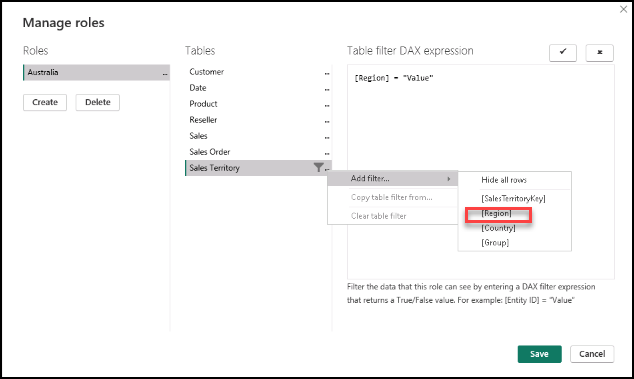 Manage roles
Roles
Australia
Create Delete
Tables
Customer
Date
Product
Reseller
Sales
Sales Order
Sales Territory
Table filter DAX expression
[Region] = "Value"
Add filter...
Copy table filter from...
Clear table filter
Hide all rows
[SalesTerritoryKey]
[Region]
[Country]
[Group]
Filter the data that this role can see by entering a DAX filter expression
that returns a True/False value. For example: [Entity ID] = "Value"
Save Cancel